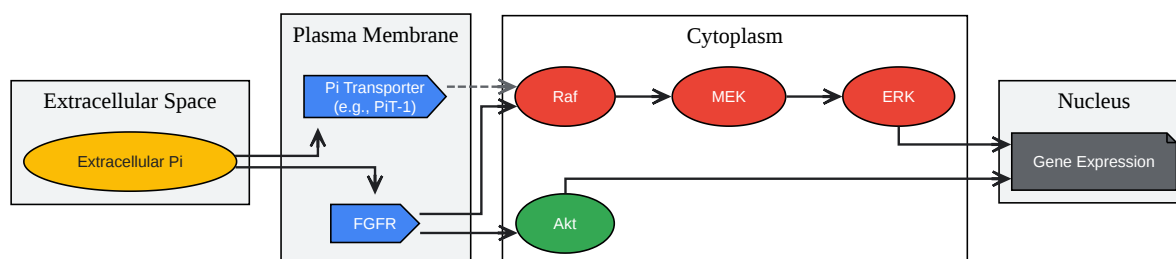 Extracellular Space
Extracellular Pi
Plasma Membrane
Pi Transporter
(e.g., PiT-1)
FGFR
Cytoplasm
Raf
MEK
ERK
Akt
Nucleus
Gene Expression